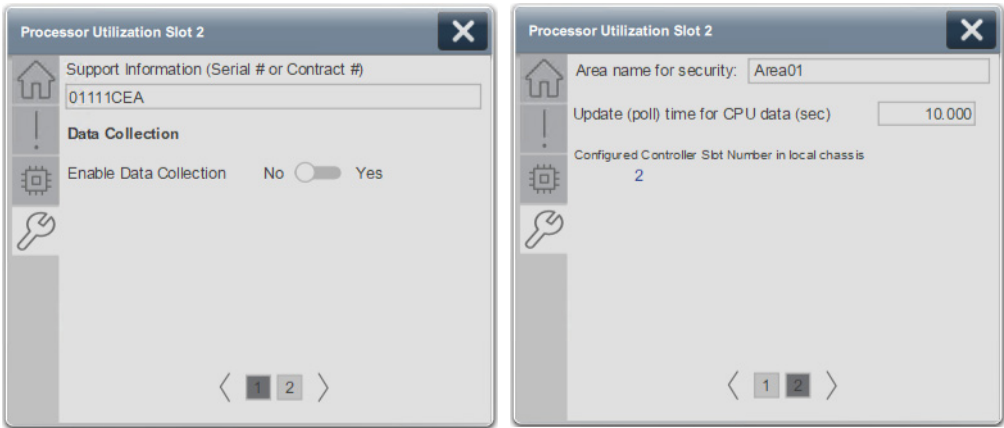 Processor Utilization Slot 2
Support Information (Serial # or Contract #)
01111CEA
Data Collection
Enable Data Collection No Yes
1 2
Processor Utilization Slot 2
Area name for security: Area01
Update (poll) time for CPU data (sec) 10.000
Configured Controller Slot Number in local chassis
2
1 2